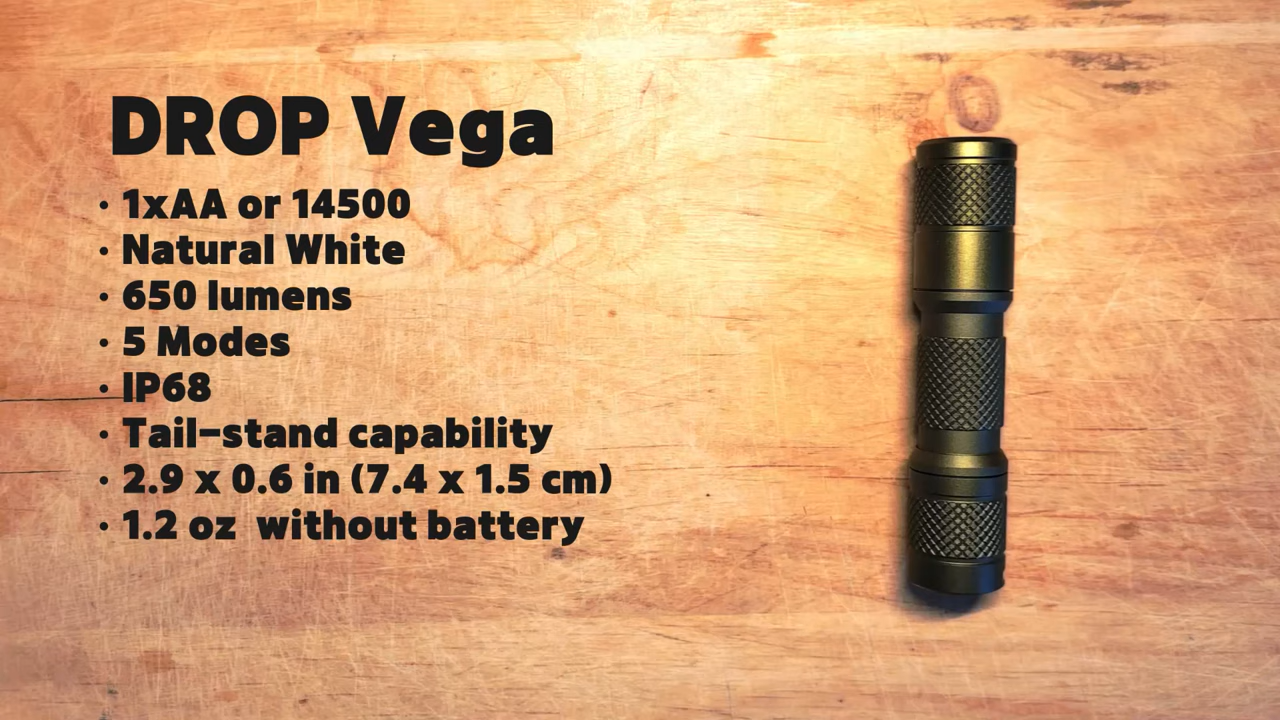 DROP Vega
· 1xAA or 14500
· Natural White
· 650 lumens
· 5 Modes
· IP68
· Tail-stand capability
· 2.9 x 0.6 in (7.4 x 1.5 cm)
· 1.2 oz  without battery